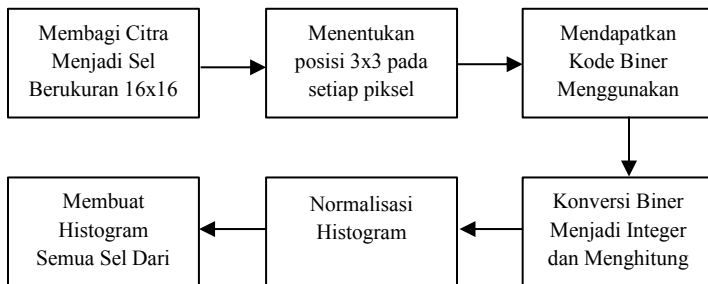 Membagi Citra
Menjadi Sel
Berukuran 16x16
Menentukan
posisi 3x3 pada
setiap piksel
Mendapatkan
Kode Biner
Menggunakan
Konversi Biner
Menjadi Integer
dan Menghitung
Normalisasi
Histogram
Membuat
Histogram
Semua Sel Dari